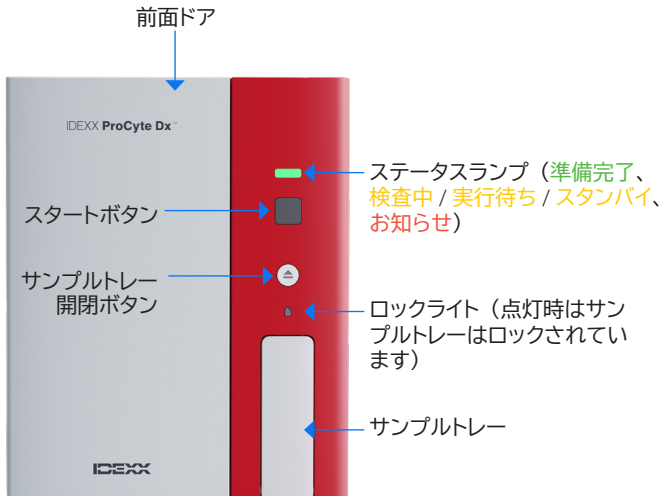 前面ドア
IDEXX ProCyte Dx™
ステータスランプ（準備完了、
検査中 / 実行待ち / スタンバイ、
お知らせ）
スタートボタン
サンプルトレー
開閉ボタン
ロックライト（点灯時はサン
プルトレーはロックされてい
ます）
サンプルトレー
IDEXX